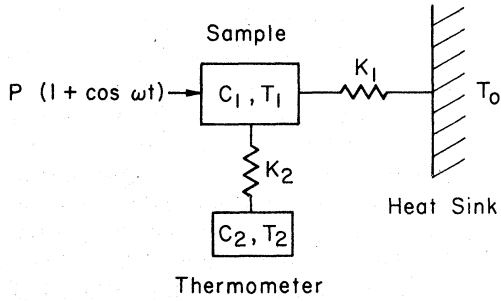 Sample
K₁
P (1 + cos ωt)
C₁, T₁
T₀
K₂
Heat Sink
C₂, T₂
Thermometer